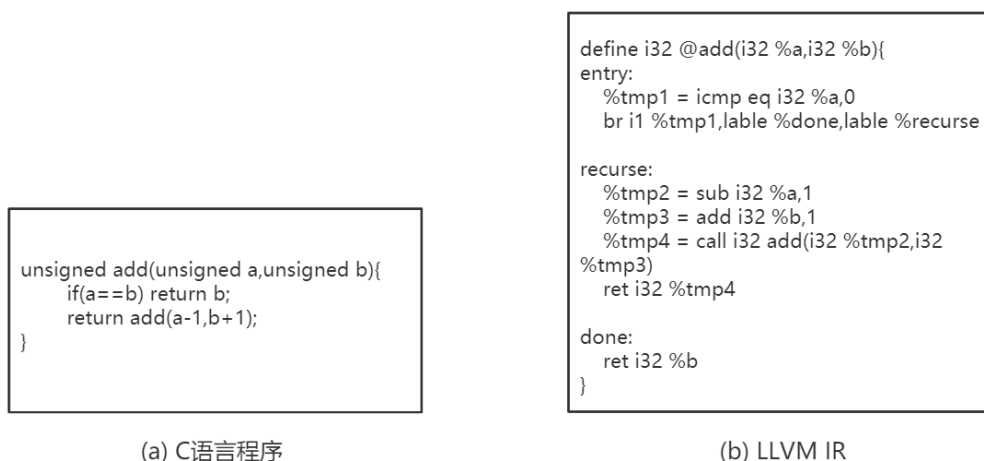 unsigned add(unsigned a,unsigned b){
if(a==b) return b;
return add(a-1,b+1);
}
(a) C语言程序
define i32 @add(i32 %a,i32 %b){
entry:
%tmp1 = icmp eq i32 %a,0
br i1 %tmp1,lable %done,lable %recurse
recurse:
%tmp2 = sub i32 %a,1
%tmp3 = add i32 %b,1
%tmp4 = call i32 add(i32 %tmp2,i32
%tmp3)
ret i32 %tmp4
done:
ret i32 %b
}
(b) LLVM IR